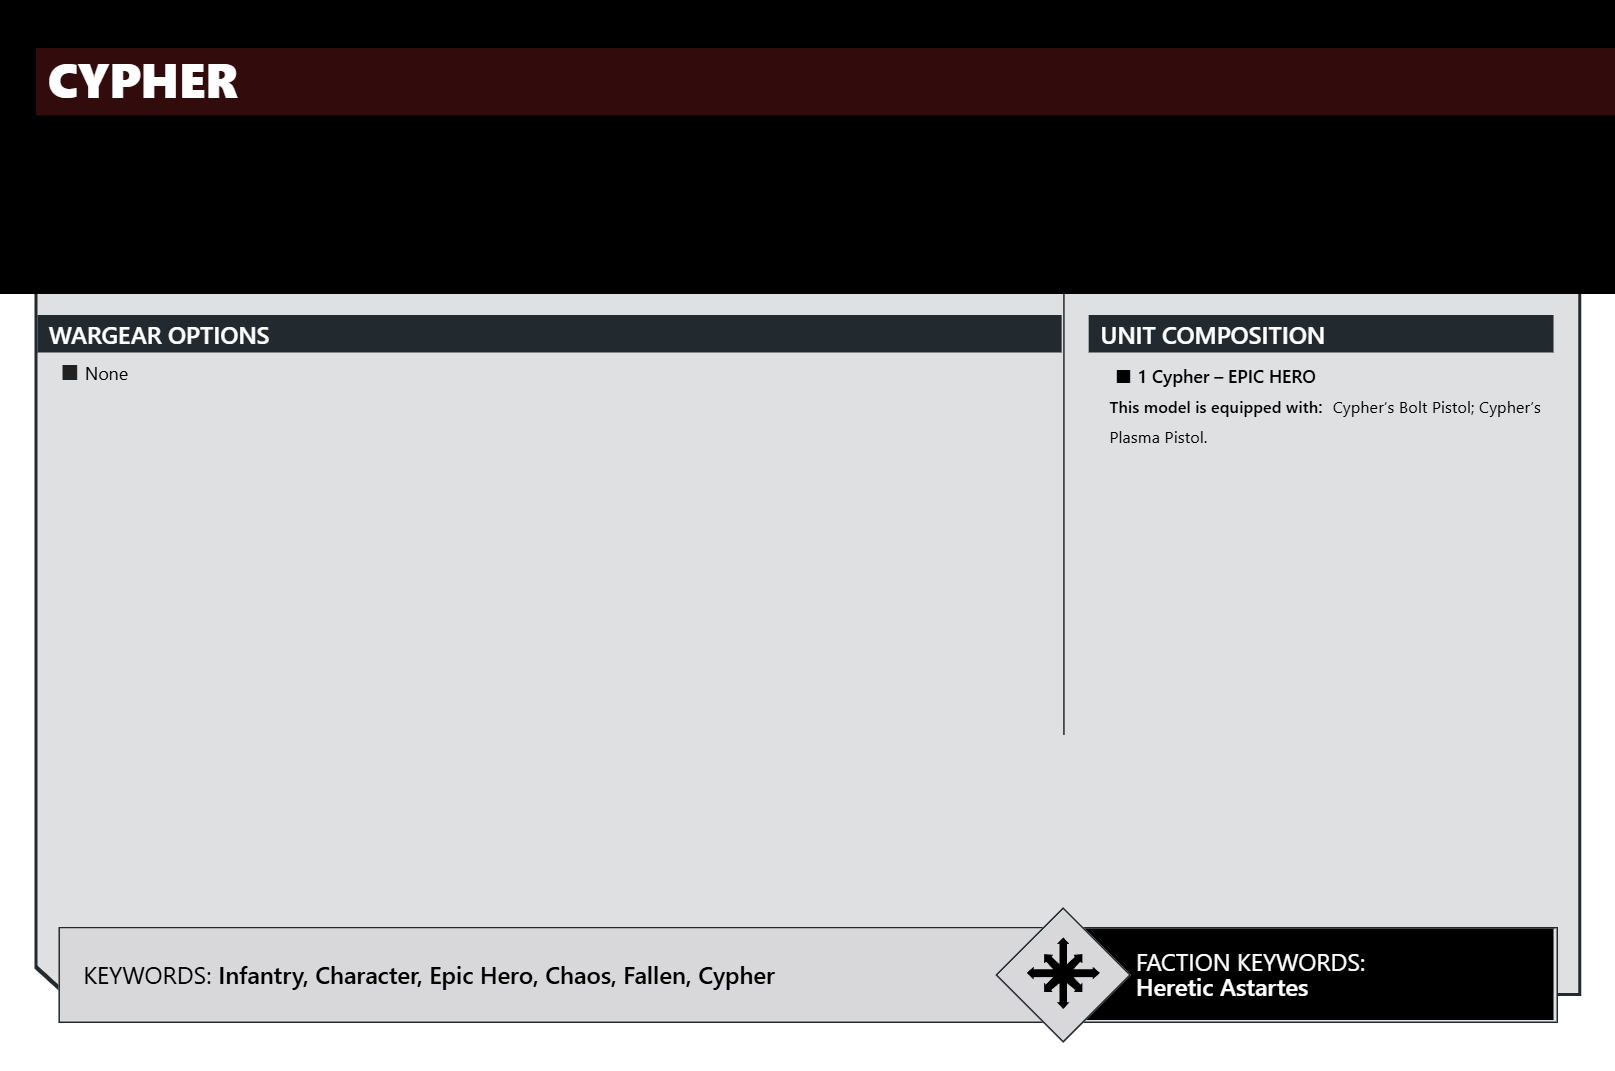 CYPHER
WARGEAR OPTIONS
■ None
UNIT COMPOSITION
■ 1 Cypher – EPIC HERO
This model is equipped with: Cypher’s Bolt Pistol; Cypher’s
Plasma Pistol.
KEYWORDS: Infantry, Character, Epic Hero, Chaos, Fallen, Cypher
FACTION KEYWORDS:
Heretic Astartes